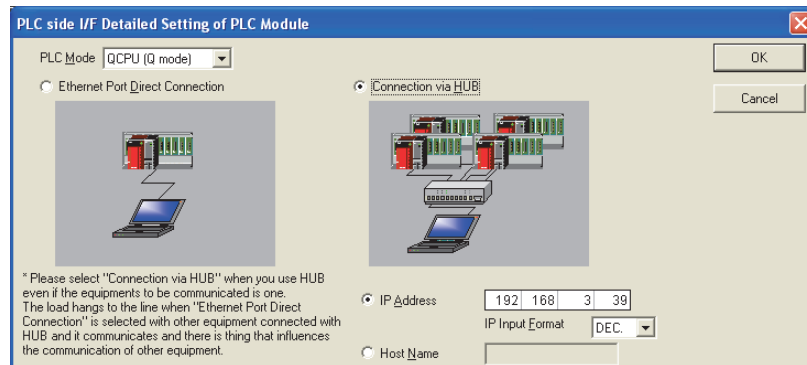 PLC side I/F Detailed Setting of PLC Module
PLC Mode QCPU (Q mode)
OK
Ethernet Port Direct Connection
Connection via HUB
Cancel
* Please select "Connection via HUB" when you use HUB
even if the equipments to be communicated is one.
The load hangs to the line when "Ethernet Port Direct
Connection" is selected with other equipment connected with
HUB and it communicates and there is thing that influences
the communication of other equipment.
IP Address 192 168 3 39
IP Input Format DEC.
Host Name